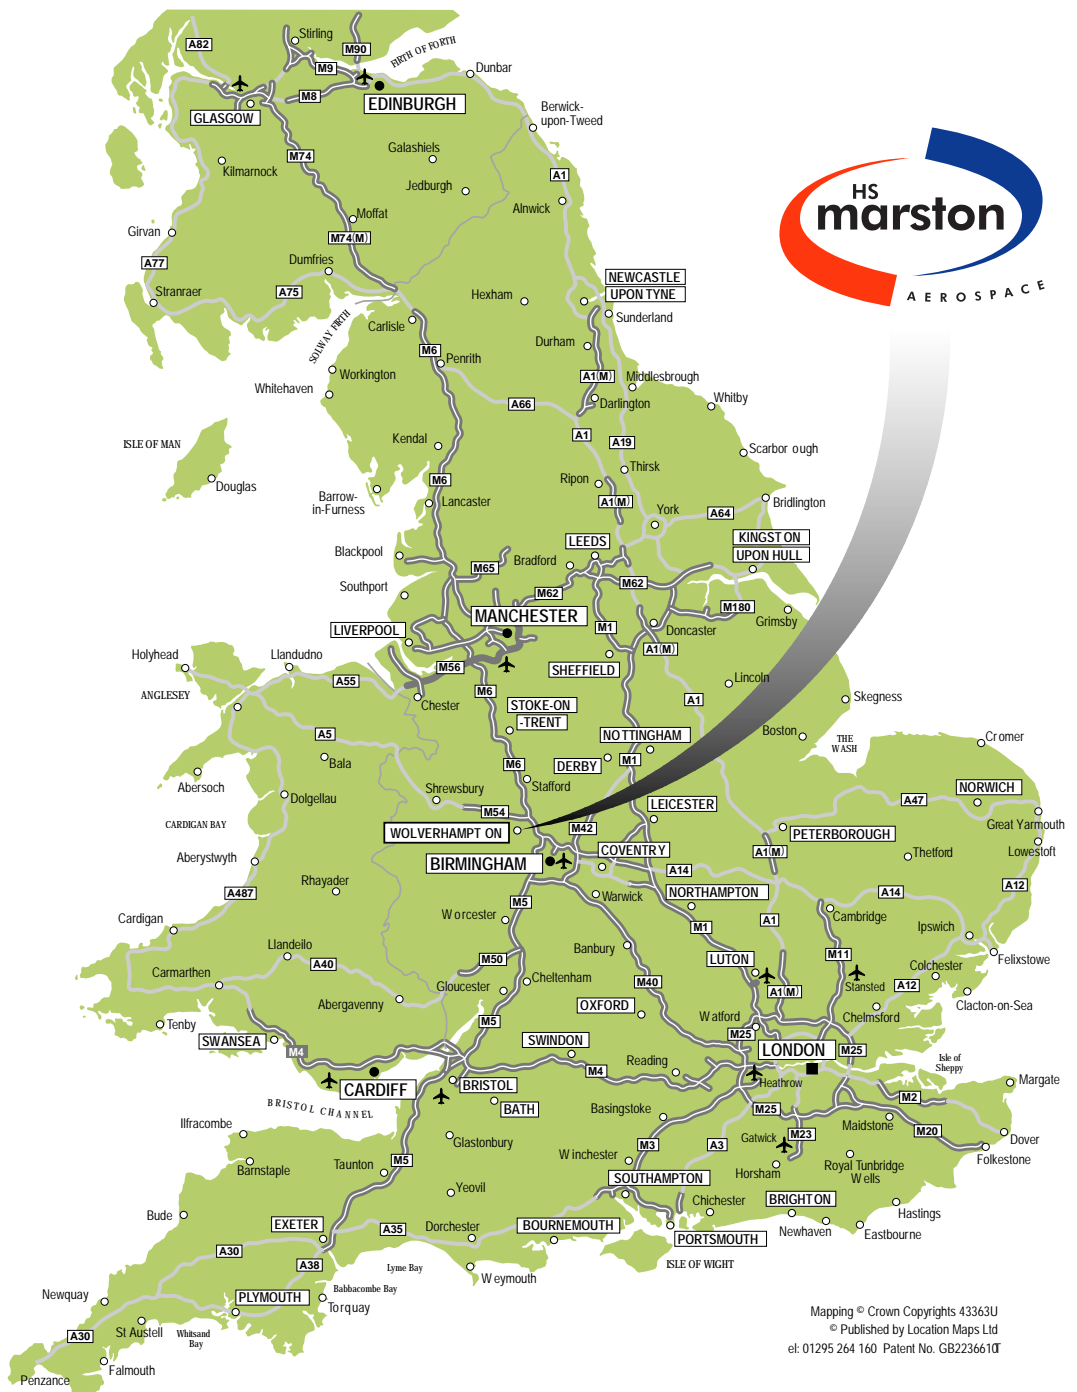 A82
Stirling
M90
FIRTH OF FORTH
M9
Dunbar
M8
EDINBURGH
GLASGOW
Berwick-
upon-Tweed
HS
marston
AEROSPACE
M74
Galashiels
Kilmarnock
A1
Jedburgh
Alnwick
Moffat
Girvan
M74(M)
A77
Dumfries
NEWCASTLE
UPON TYNE
Stranraer
A75
Hexham
Sunderland
SOLWAY FIRTH
Carlisle
Durham
M6
Penrith
Workington
A1(M)
Middlesbrough
Whitehaven
Whitby
A66
Darlington
ISLE OF MAN
Kendal
A1
A19
Scarbor ough
Thirsk
M6
Ripon
Douglas
Barrow-
in-Furness
Lancaster
A1(M)
York
A64
Bridlington
KINGST ON
UPON HULL
LEEDS
Blackpool
Bradford
M65
M62
Southport
M62
M180
MANCHESTER
Grimsby
LIVERPOOL
M1
Doncaster
A1(M)
Holyhead
Llandudno
M56
SHEFFIELD
A55
Lincoln
ANGLESEY
M6
A1
Skegness
Chester
STOKE-ON
-TRENT
A5
NOTTINGHAM
Boston
THE
WASH
Cromer
Bala
M6
DERBY
M1
Abersoch
Stafford
Shrewsbury
NORWICH
Dolgellau
LEICESTER
A47
M54
CARDIGAN BAY
WOLVERHAMPT ON
M42
PETERBOROUGH
Great Yarmouth
Aberystwyth
BIRMINGHAM
COVENTRY
A1(M)
Thetford
Lowestoft
A14
Rhayader
A487
Warwick
NORTHAMPTON
A14
A12
M5
Cardigan
Worcester
A1
Cambridge
M1
Ipswich
Llandeilo
Banbury
A40
M50
LUTON
M11
Felixstowe
Carmarthen
Cheltenham
Colchester
Gloucester
M40
Stansted
A12
Abergavenny
OXFORD
A1(M)
Clacton-on-Sea
Tenby
M5
Watford
Chelmsford
SWANSEA
SWINDON
M25
M4
LONDON
M25
Reading
Isle of
Sheppy
M4
Heathrow
CARDIFF
BRISTOL
Margate
BRISTOL CHANNEL
BATH
Basingstoke
M25
M2
Ilfracombe
Maidstone
M20
Glastonbury
M3
A3
Gatwick
M23
Dover
Barnstaple
Taunton
M5
Winchester
Horsham
Royal Tunbridge
Wells
Folkestone
SOUTHAMPTON
Yeovil
Chichester
BRIGHTON
Bude
Hastings
EXETER
A35
Dorchester
BOURNEMOUTH
Newhaven
Eastbourne
PORTSMOUTH
A30
A38
Lyme Bay
ISLE OF WIGHT
Weymouth
Babbacombe Bay
Newquay
PLYMOUTH
Torquay
Mapping © Crown Copyrights 43363U
© Published by Location Maps Ltd
el: 01295 264 160 Patent No. GB2236610T
A30
St Austell
Whitsand
Bay
Falmouth
Penzance